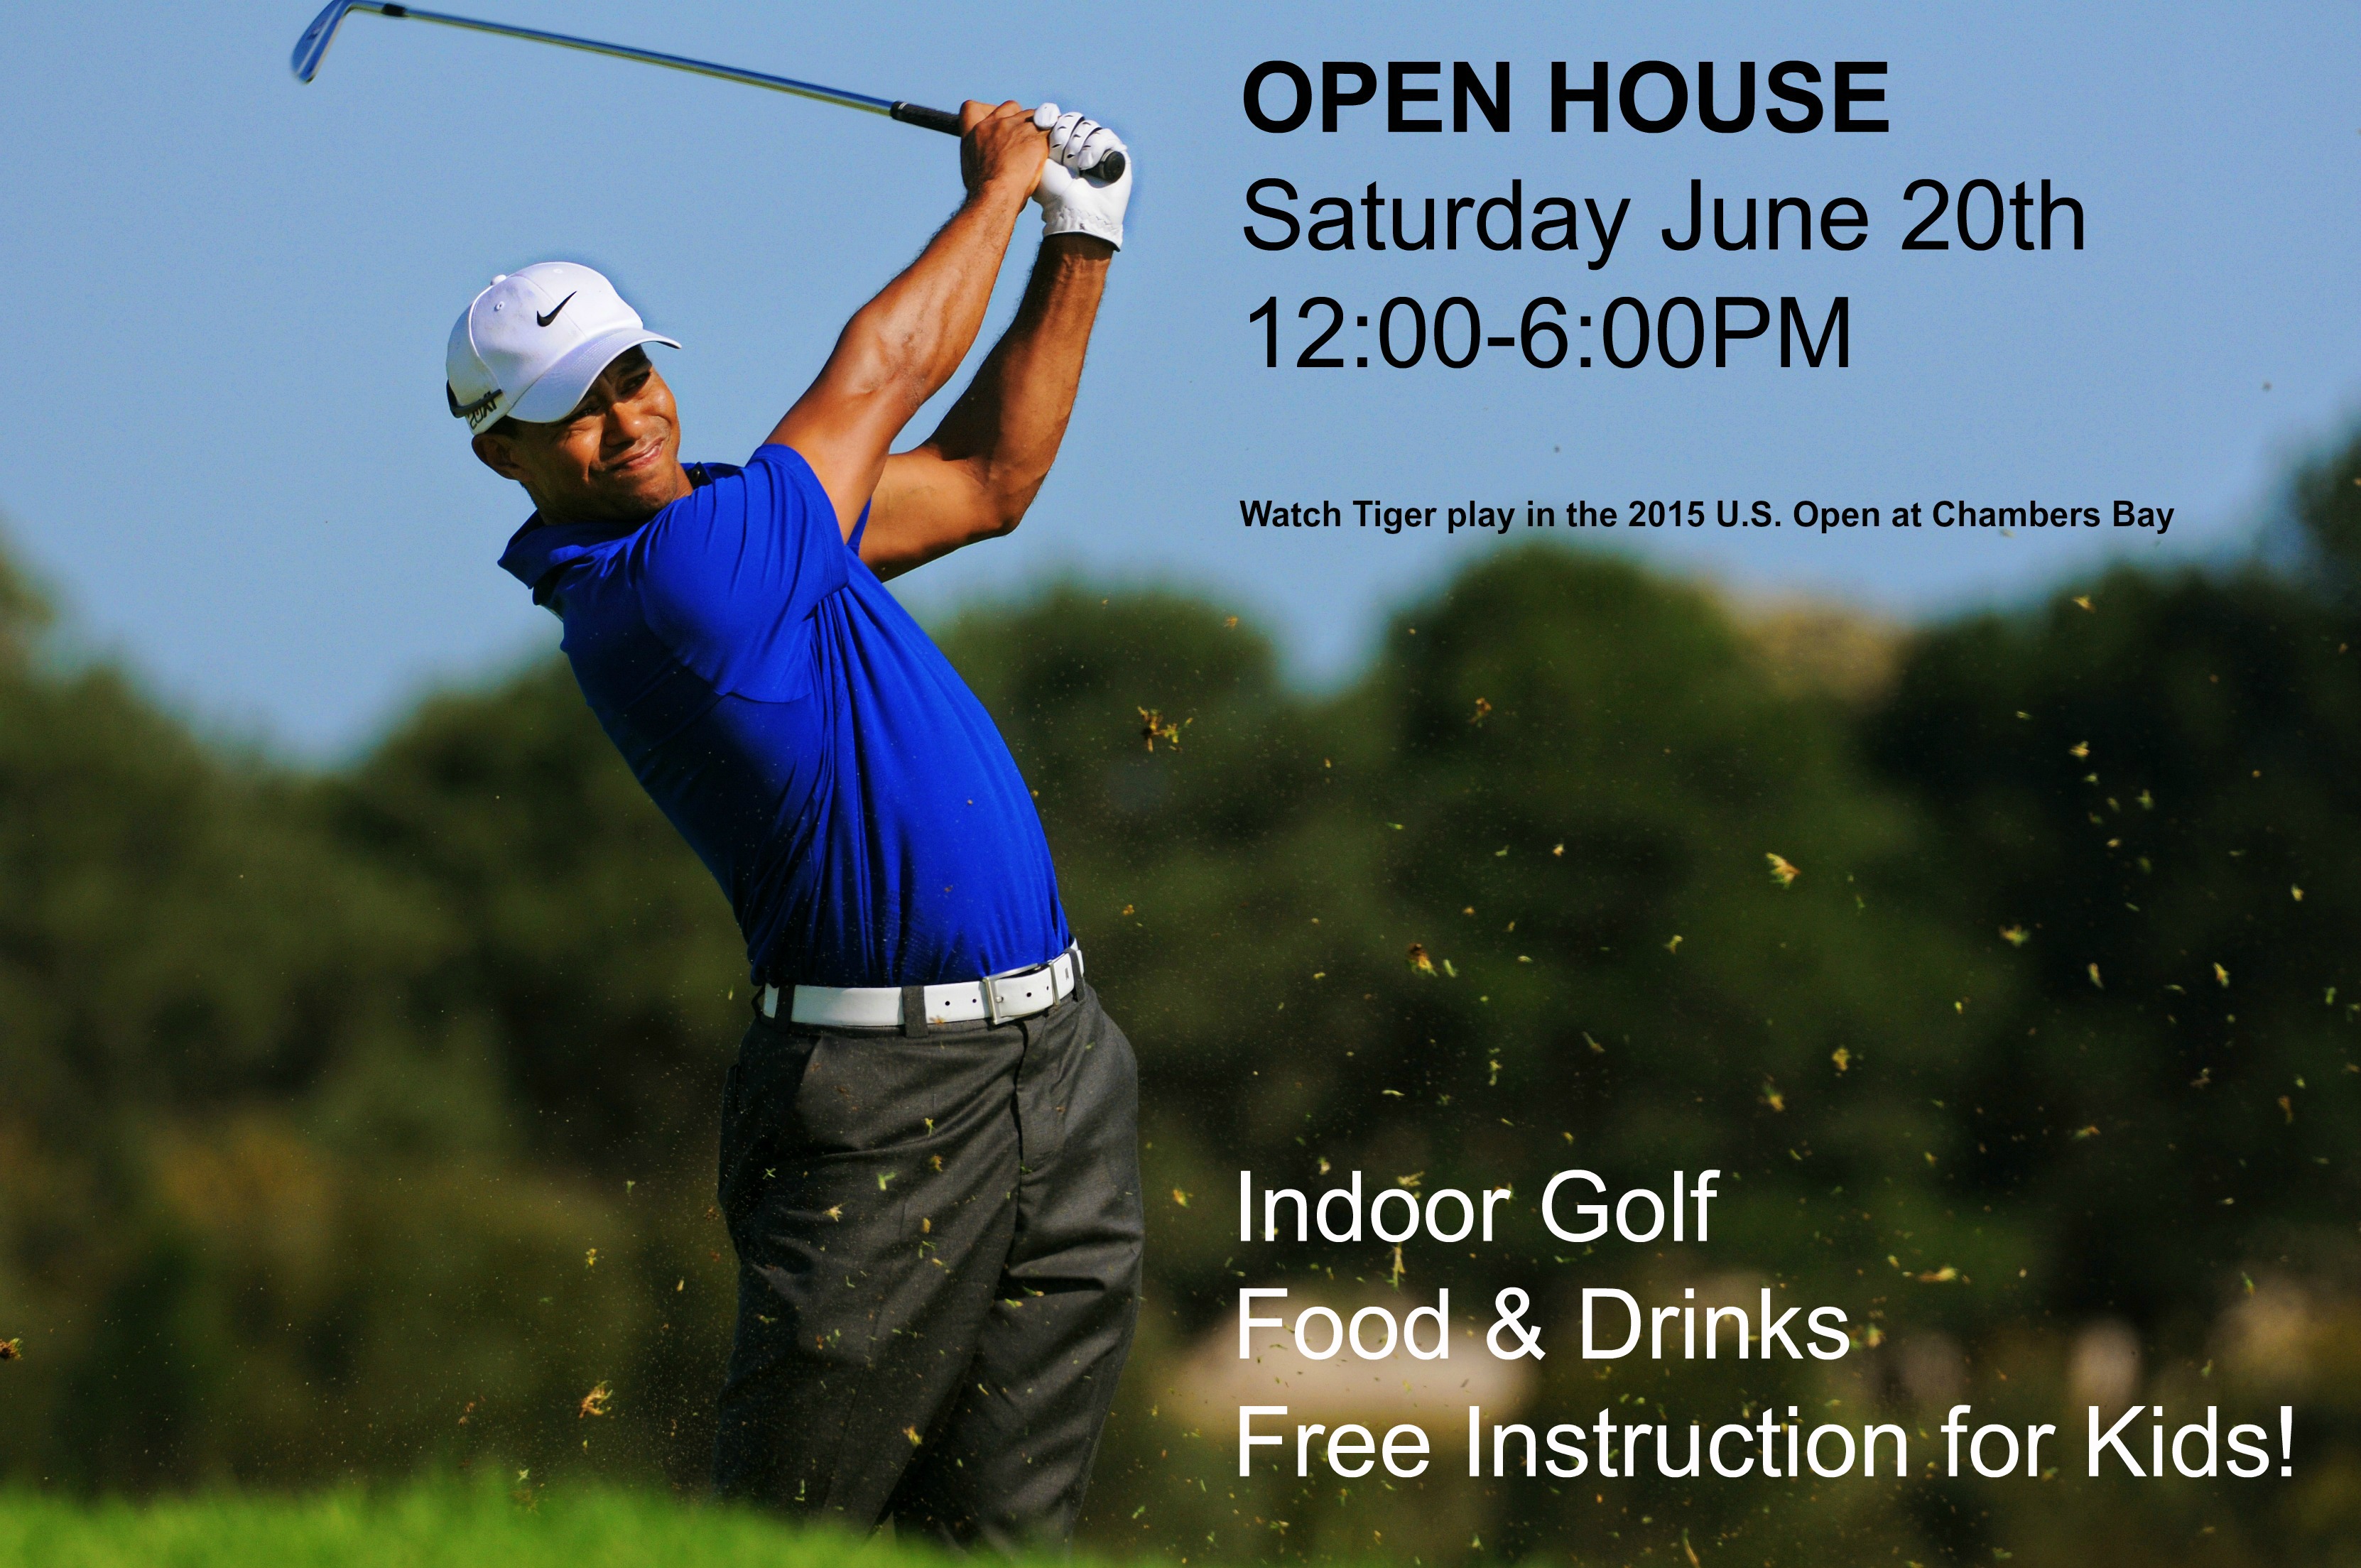 OPEN HOUSE
Saturday June 20th
12:00-6:00PM
Watch Tiger play in the 2015 U.S. Open at Chambers Bay
Indoor Golf
Food & Drinks
Free Instruction for Kids!